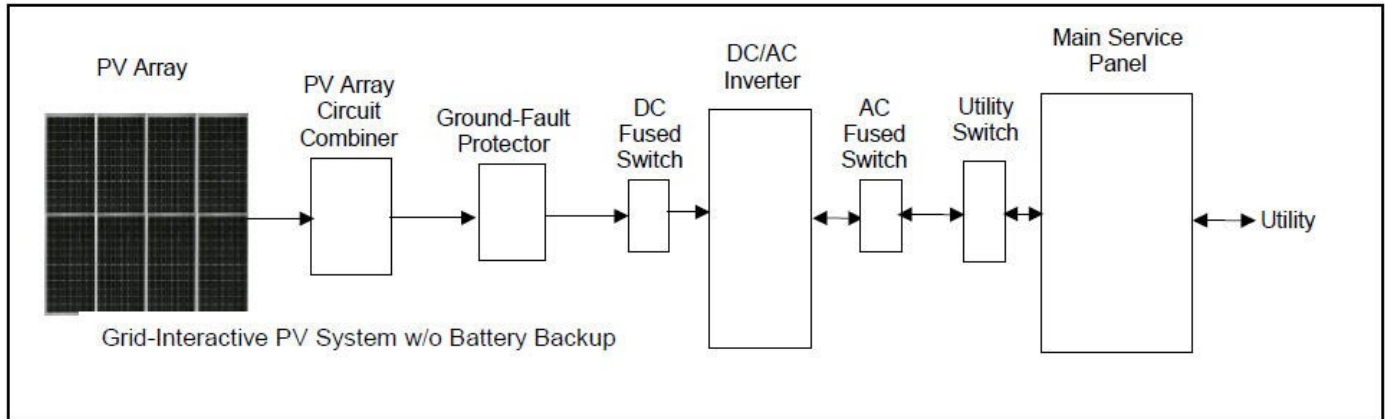 PV Array
PV Array
Circuit
Combiner
Ground-Fault
Protector
DC
Fused
Switch
DC/AC
Inverter
AC
Fused
Switch
Utility
Switch
Main Service
Panel
Utility
Grid-Interactive PV System w/o Battery Backup